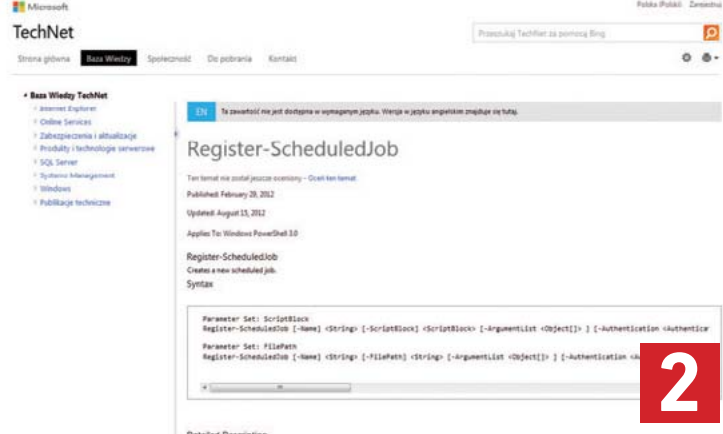 Microsoft
Polska (Polski)
TechNet
Przeszukaj TechNet za pomocą Bing
Strona główna Baza Wiedzy Społeczność Do pobrania Kontakt
Baza Wiedzy TechNet
Internet Explorer
Online Services
Zabezpieczenia i aktualizacje
Produkty i technologie serwerowe
SQL Server
Systems Management
Windows
Publikacje techniczne
EN Ta zawartość nie jest dostępna w wymaganym języku. Wersja w języku angielskim znajduje się tutaj.
Register-ScheduledJob
Ten temat nie został jeszcze oceniony - Oceń ten temat
Published: February 29, 2012
Updated: August 15, 2012
Applies To: Windows PowerShell 3.0
Register-ScheduledJob
Creates a new scheduled job.
Syntax
Parameter Set: ScriptBlock
Register-ScheduledJob [-Name] <String> [-ScriptBlock] <ScriptBlock> [-ArgumentList <Object[]> ] [-Authentication <Authenticat
Parameter Set: FilePath
Register-ScheduledJob [-Name] <String> [-FilePath] <String> [-ArgumentList <Object[]> ] [-Authentication <Au
2
Detailed Description